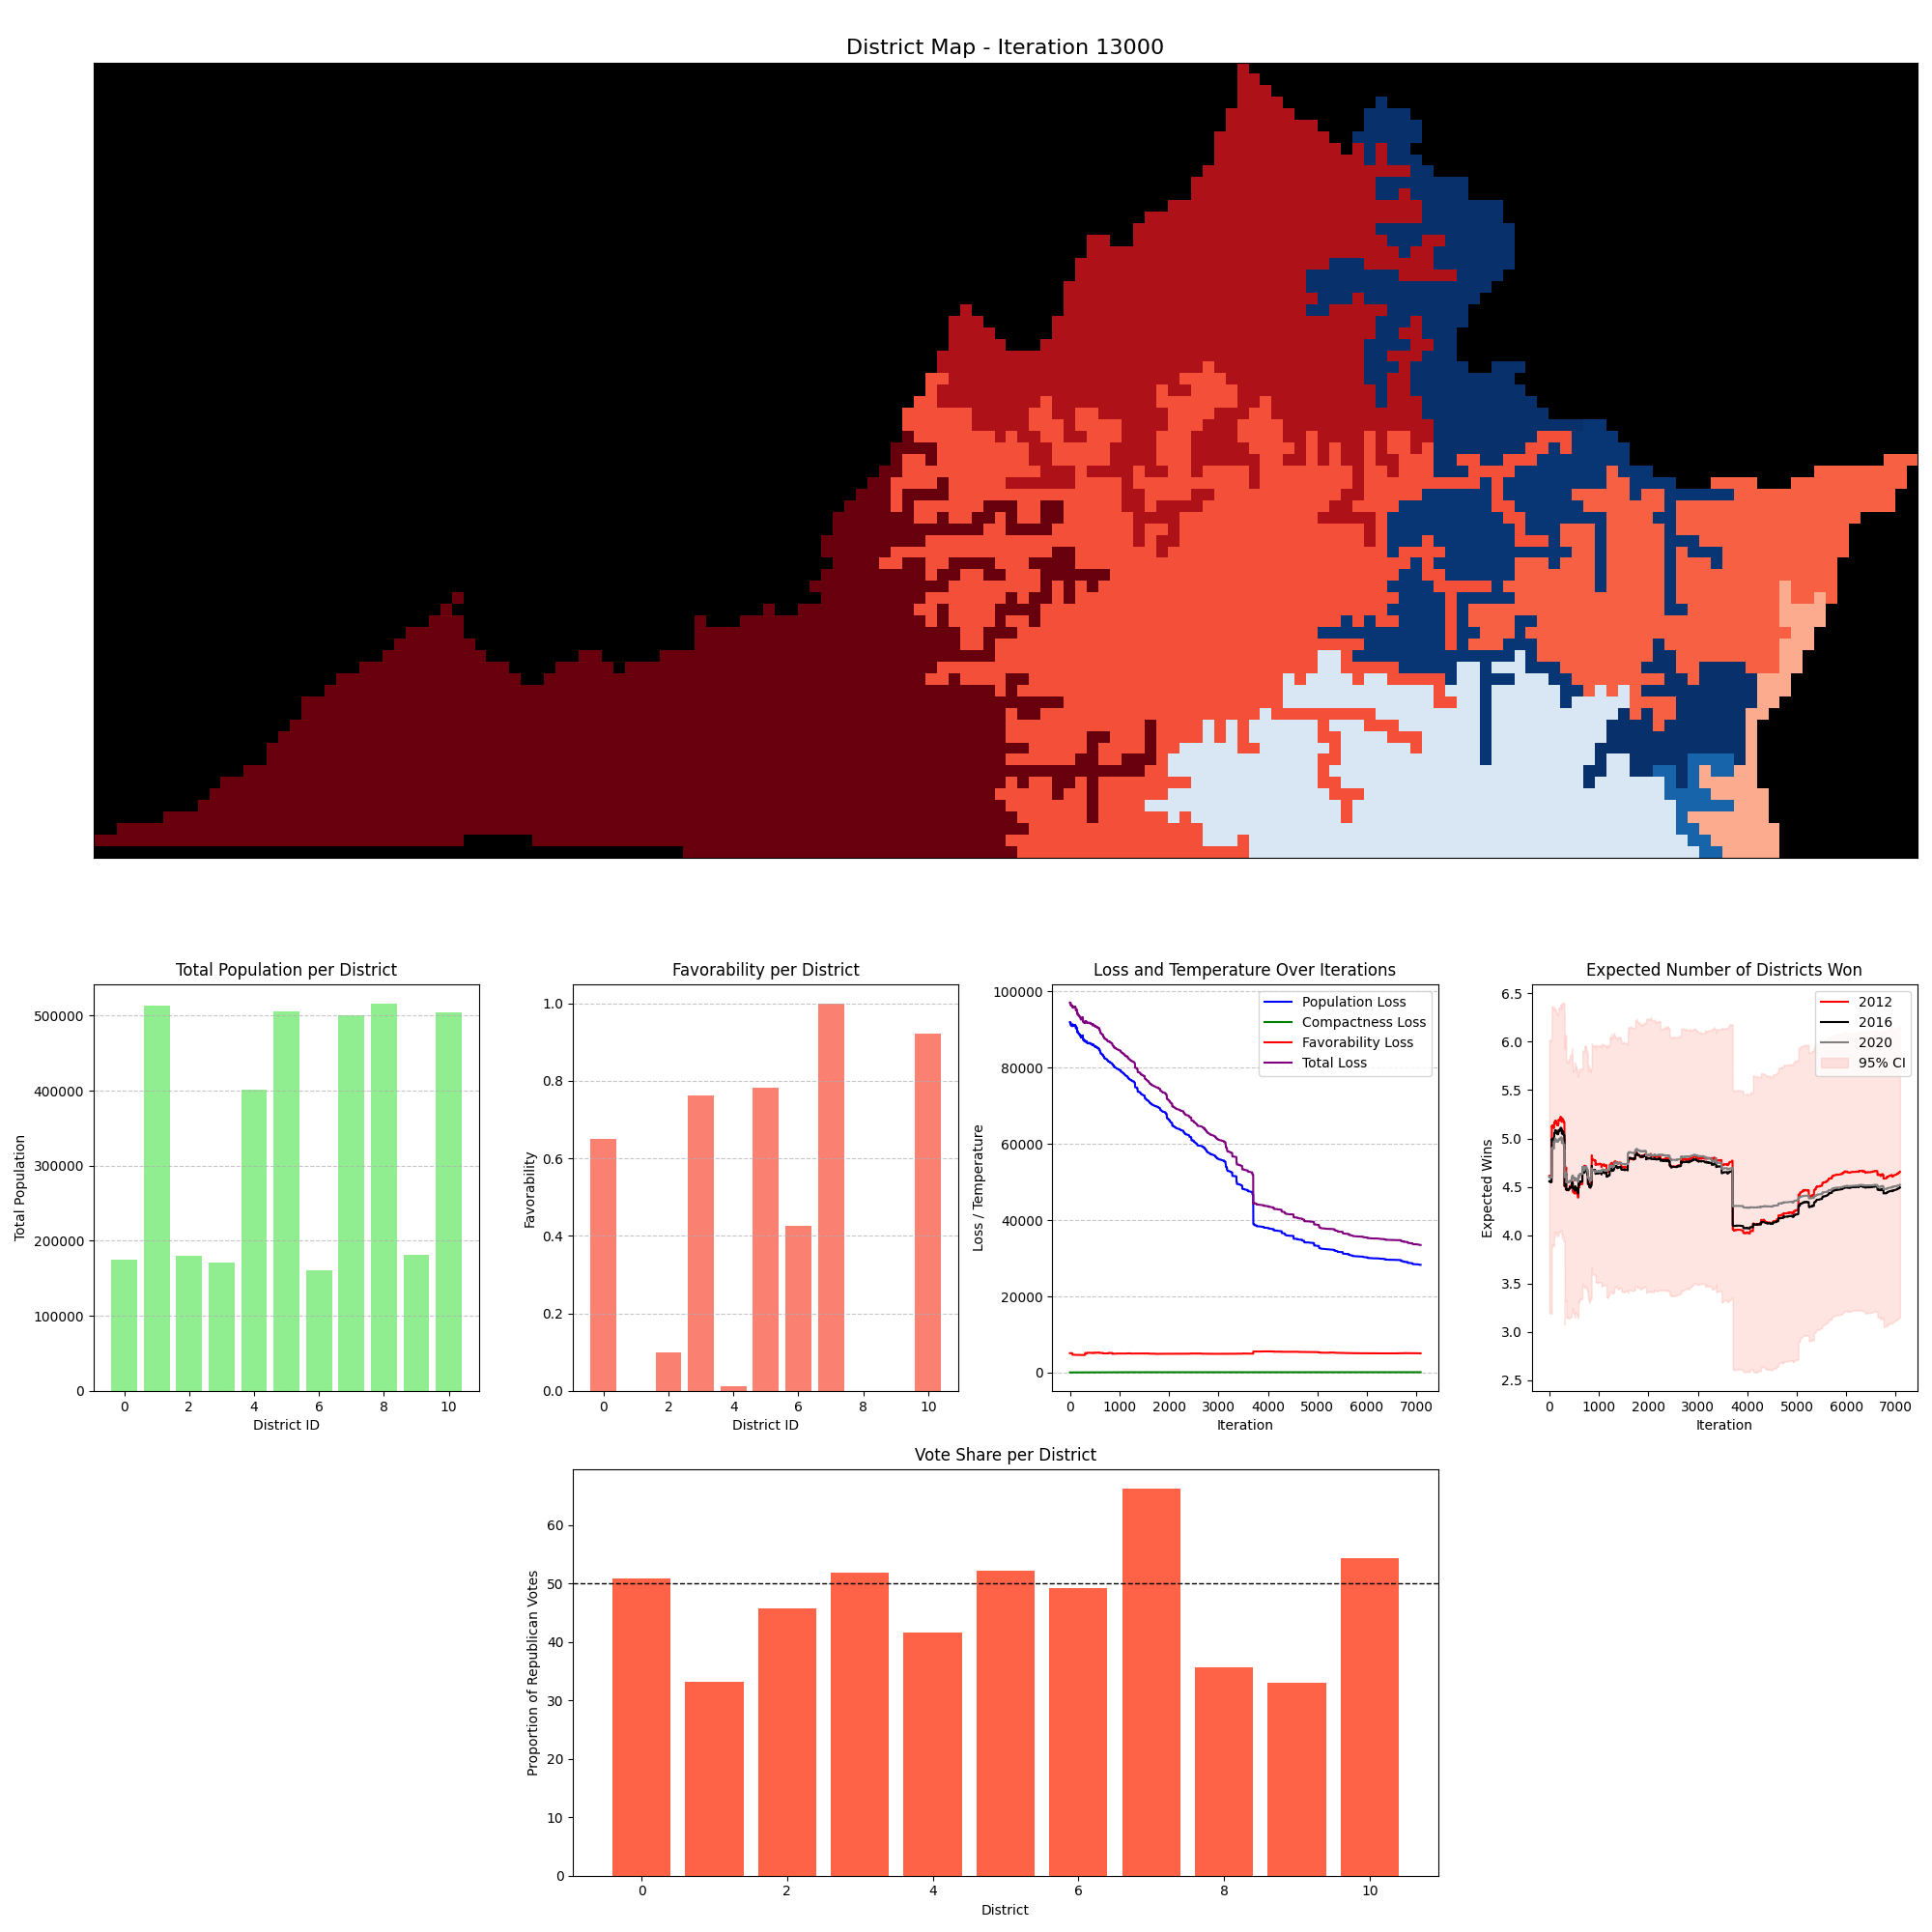 District Map - Iteration 13000
Total Population per District
500000
400000
300000
200000
100000
0
0 2 4 6 8 10
Total Population
District ID
Favorability per District
1.0
0.8
0.6
0.4
0.2
0.0
0 2 4 6 8 10
Favorability
District ID
Loss and Temperature Over Iterations
100000
80000
60000
40000
20000
0
0 1000 2000 3000 4000 5000 6000 7000
Loss / Temperature
Iteration
Population Loss
Compactness Loss
Favorability Loss
Total Loss
Expected Number of Districts Won
6.5
6.0
5.5
5.0
4.5
4.0
3.5
3.0
2.5
0 1000 2000 3000 4000 5000 6000 7000
Expected Wins
Iteration
2012
2016
2020
95% CI
Vote Share per District
60
50
40
30
20
10
0
0 2 4 6 8 10
Proportion of Republican Votes
District